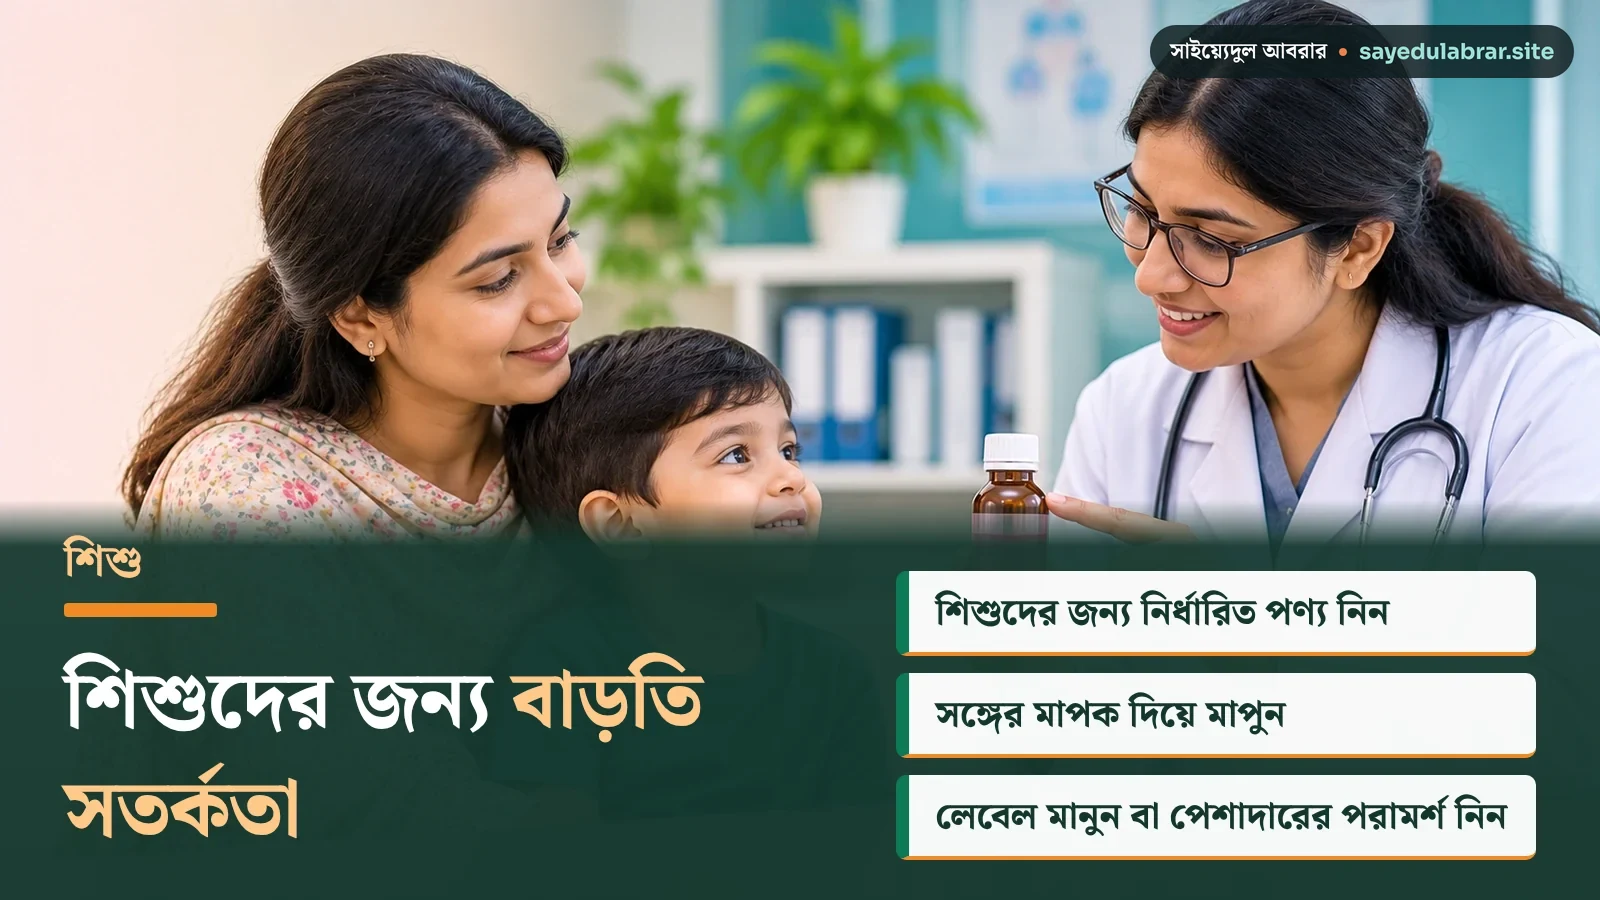 সাইয়্যেদুল আবরার • sayedulabrar.site
শিশু
শিশুদের জন্য বাড়তি
সতর্কতা
শিশুদের জন্য নির্ধারিত পণ্য নিন
সঙ্গের মাপক দিয়ে মাপুন
লেবেল মানুন বা পেশাদারের পরামর্শ নিন